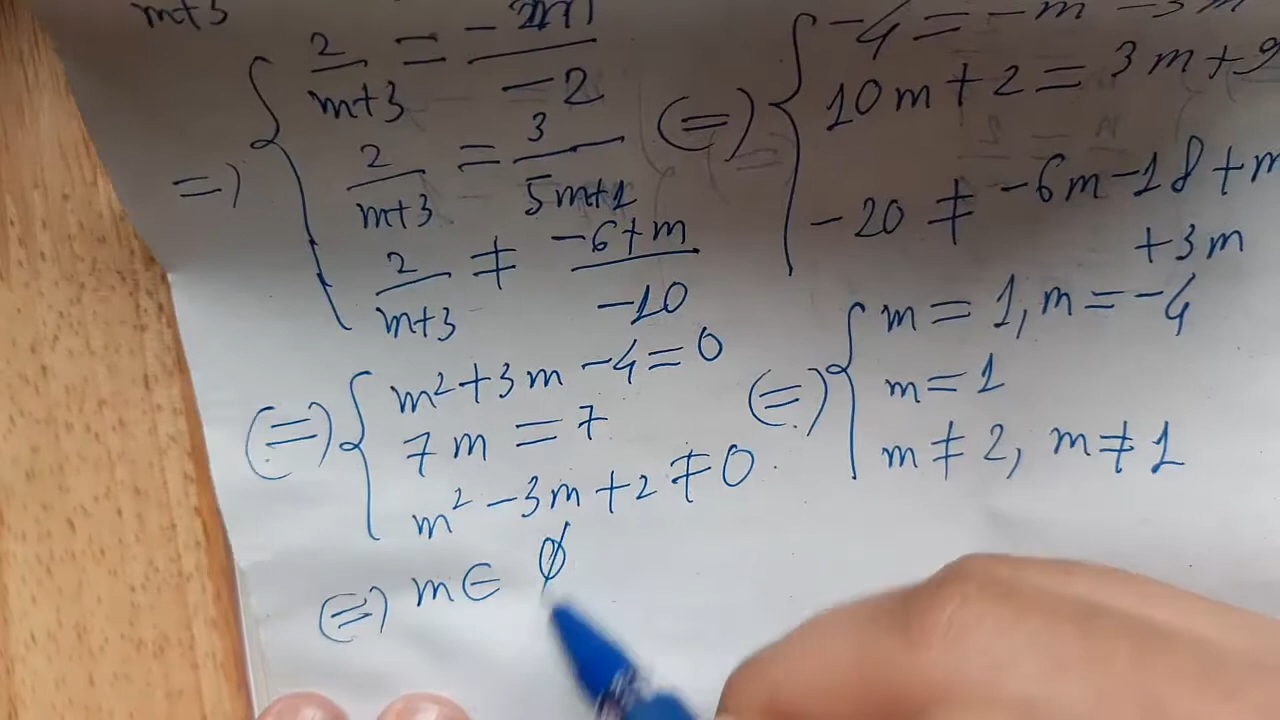 m+3
=) { 2/(m+3) = -m/-2
2/(m+3) = 3/(5m+1)
2/(m+3) ≠ (-6+m)/-10
(=) { -4 = -m² - 3m
10m+2 = 3m+9
-20 ≠ -6m-18+m
+3m
(=) { m²+3m-4=0
7m = 7
m²-3m+2≠0
(=) { m = 1, m = -4
m = 1
m ≠ 2, m ≠ 1
(=) m ∈ ∅